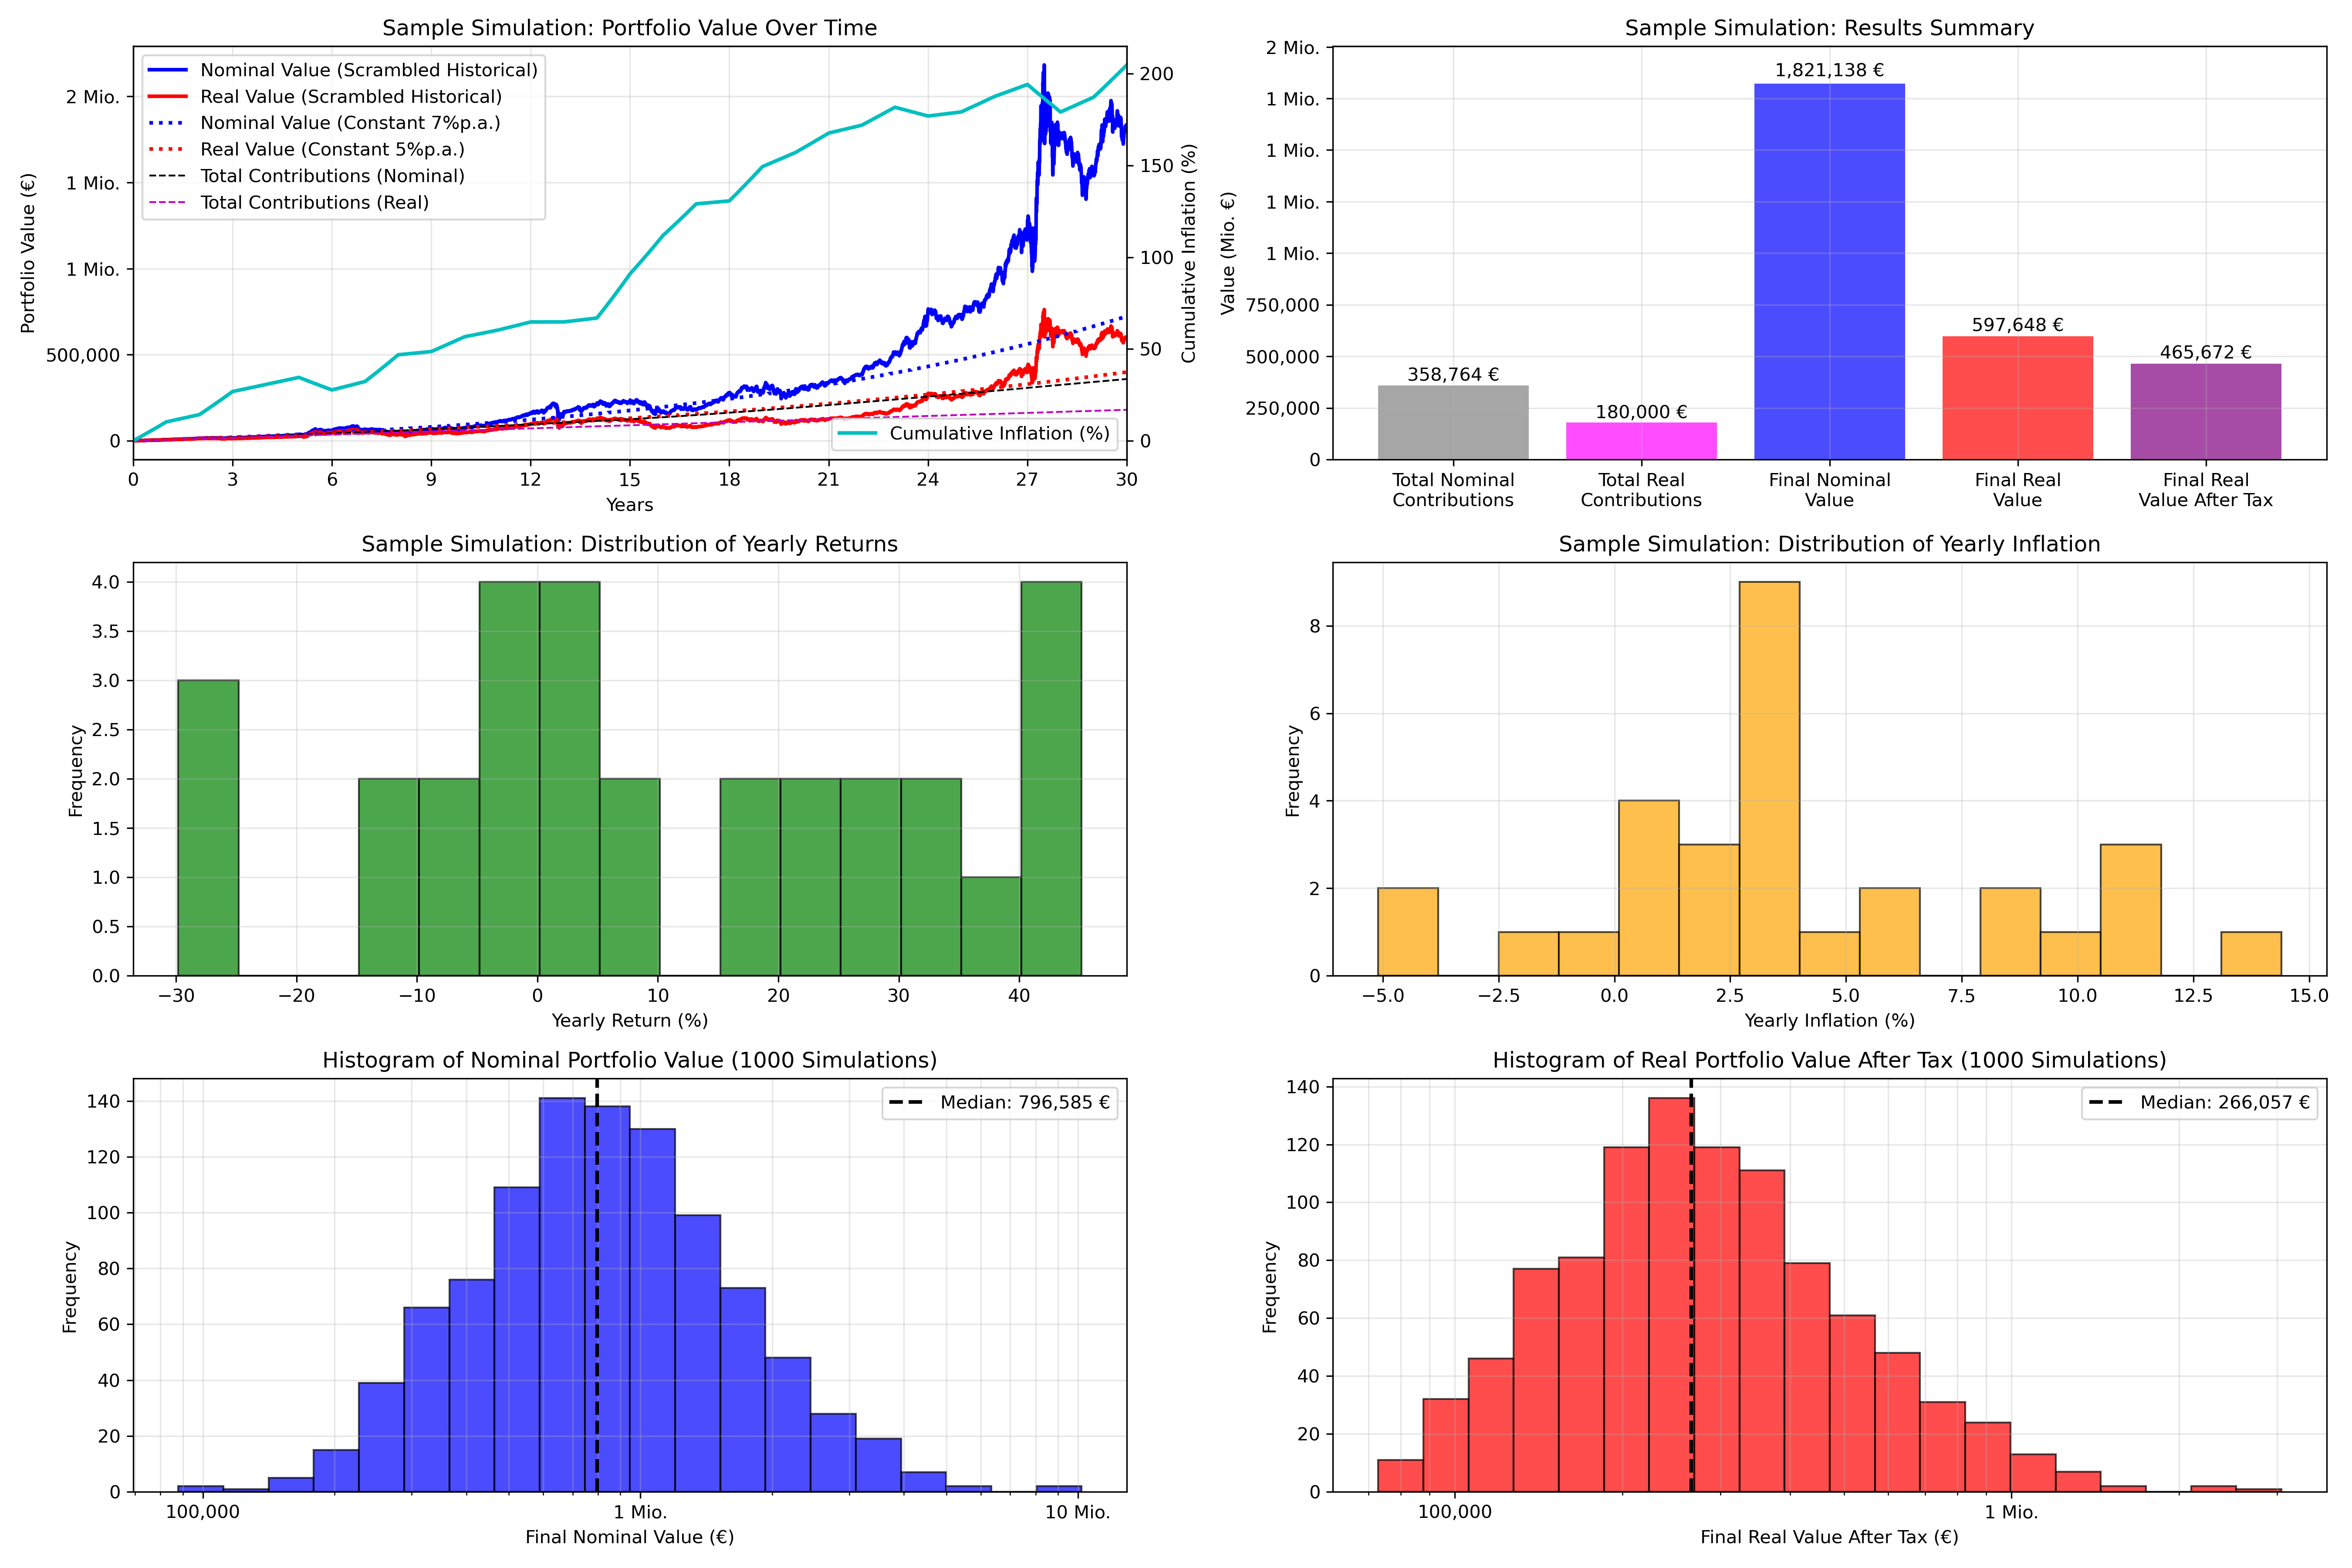 Sample Simulation: Portfolio Value Over Time
Portfolio Value (€)
2 Mio.
1 Mio.
1 Mio.
500,000
0
Nominal Value (Scrambled Historical)
Real Value (Scrambled Historical)
Nominal Value (Constant 7%p.a.)
Real Value (Constant 5%p.a.)
Total Contributions (Nominal)
Total Contributions (Real)
Cumulative Inflation (%)
200
150
100
50
0
Cumulative Inflation (%)
0 3 6 9 12 15 18 21 24 27 30
Years
Sample Simulation: Results Summary
Value (Mio. €)
2 Mio.
1 Mio.
1 Mio.
1 Mio.
1 Mio.
750,000
500,000
250,000
0
358,764 €
180,000 €
1,821,138 €
597,648 €
465,672 €
Total Nominal
Contributions
Total Real
Contributions
Final Nominal
Value
Final Real
Value
Final Real
Value After Tax
Sample Simulation: Distribution of Yearly Returns
Frequency
4.0
3.5
3.0
2.5
2.0
1.5
1.0
0.5
0.0
−30 −20 −10 0 10 20 30 40
Yearly Return (%)
Sample Simulation: Distribution of Yearly Inflation
Frequency
8
6
4
2
0
−5.0 −2.5 0.0 2.5 5.0 7.5 10.0 12.5 15.0
Yearly Inflation (%)
Histogram of Nominal Portfolio Value (1000 Simulations)
Frequency
140
120
100
80
60
40
20
0
Median: 796,585 €
100,000 1 Mio. 10 Mio.
Final Nominal Value (€)
Histogram of Real Portfolio Value After Tax (1000 Simulations)
Frequency
140
120
100
80
60
40
20
0
Median: 266,057 €
100,000 1 Mio.
Final Real Value After Tax (€)